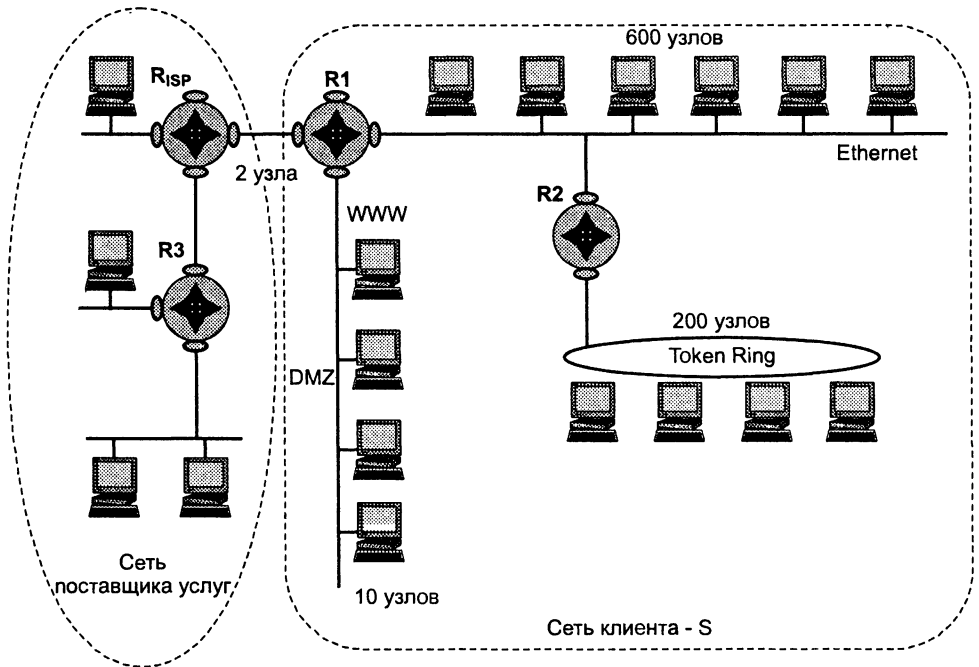 600 узлов
R_ISP
R1
2 узла
Ethernet
R2
WWW
R3
200 узлов
Token Ring
DMZ
Сеть
поставщика услуг
10 узлов
Сеть клиента - S